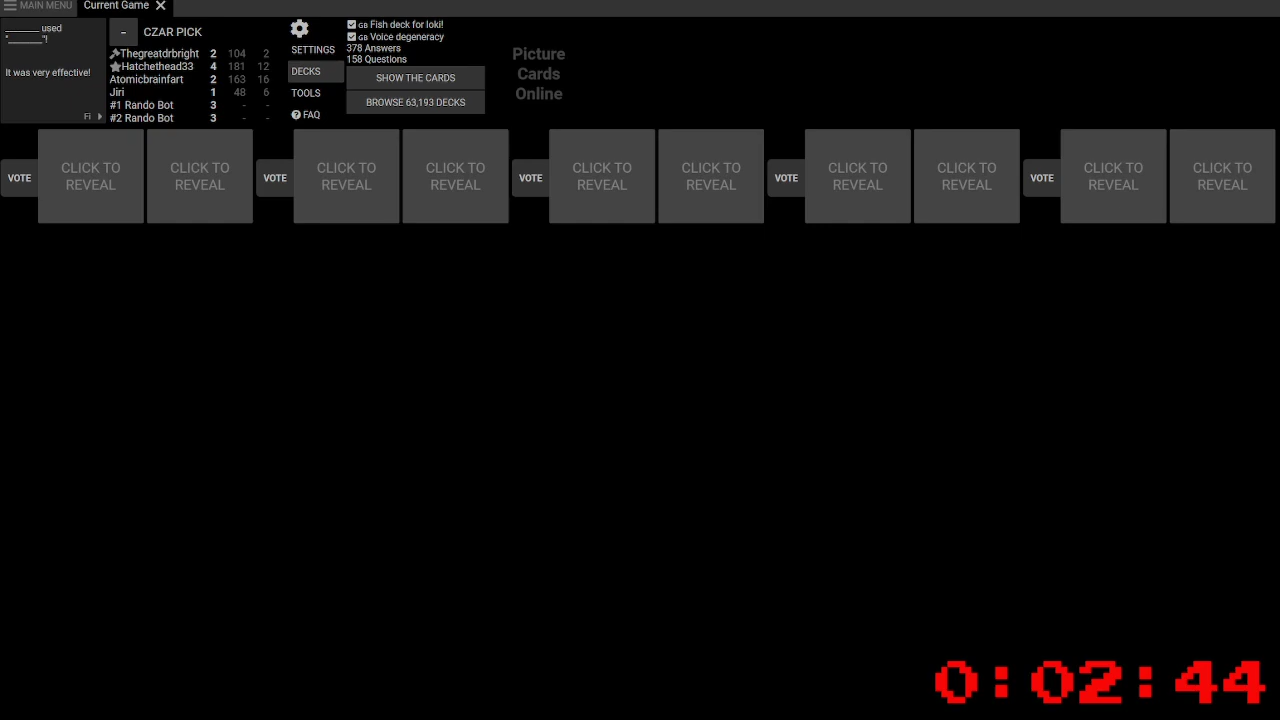 MAIN MENU
Current Game
______ used
"______"!
It was very effective!
Fi
-
CZAR PICK
Thegreatdrbright 2 104 2
Hatchethead33 4 181 12
Atomicbrainfart 2 163 16
Jiri 1 48 6
#1 Rando Bot 3 - -
#2 Rando Bot 3 - -
SETTINGS
DECKS
TOOLS
FAQ
GB Fish deck for loki!
GB Voice degeneracy
378 Answers
158 Questions
SHOW THE CARDS
BROWSE 63,193 DECKS
Picture
Cards
Online
VOTE
CLICK TO
REVEAL
CLICK TO
REVEAL
VOTE
CLICK TO
REVEAL
CLICK TO
REVEAL
VOTE
CLICK TO
REVEAL
CLICK TO
REVEAL
VOTE
CLICK TO
REVEAL
CLICK TO
REVEAL
VOTE
CLICK TO
REVEAL
CLICK TO
REVEAL
0:02:44